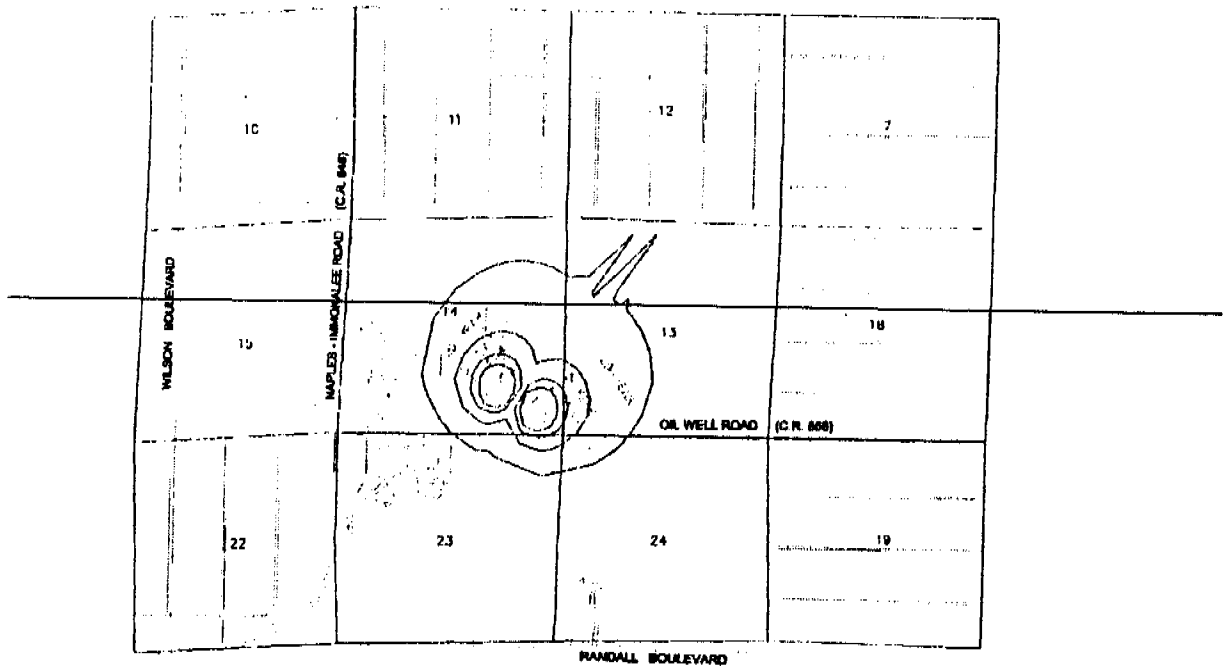 10
11
12
7
(C.R. 846)
NAPLES - IMMOKALEE ROAD
WILSON BOULEVARD
15
14
13
18
OIL WELL ROAD (C.R. 858)
22
23
24
19
RANDALL BOULEVARD